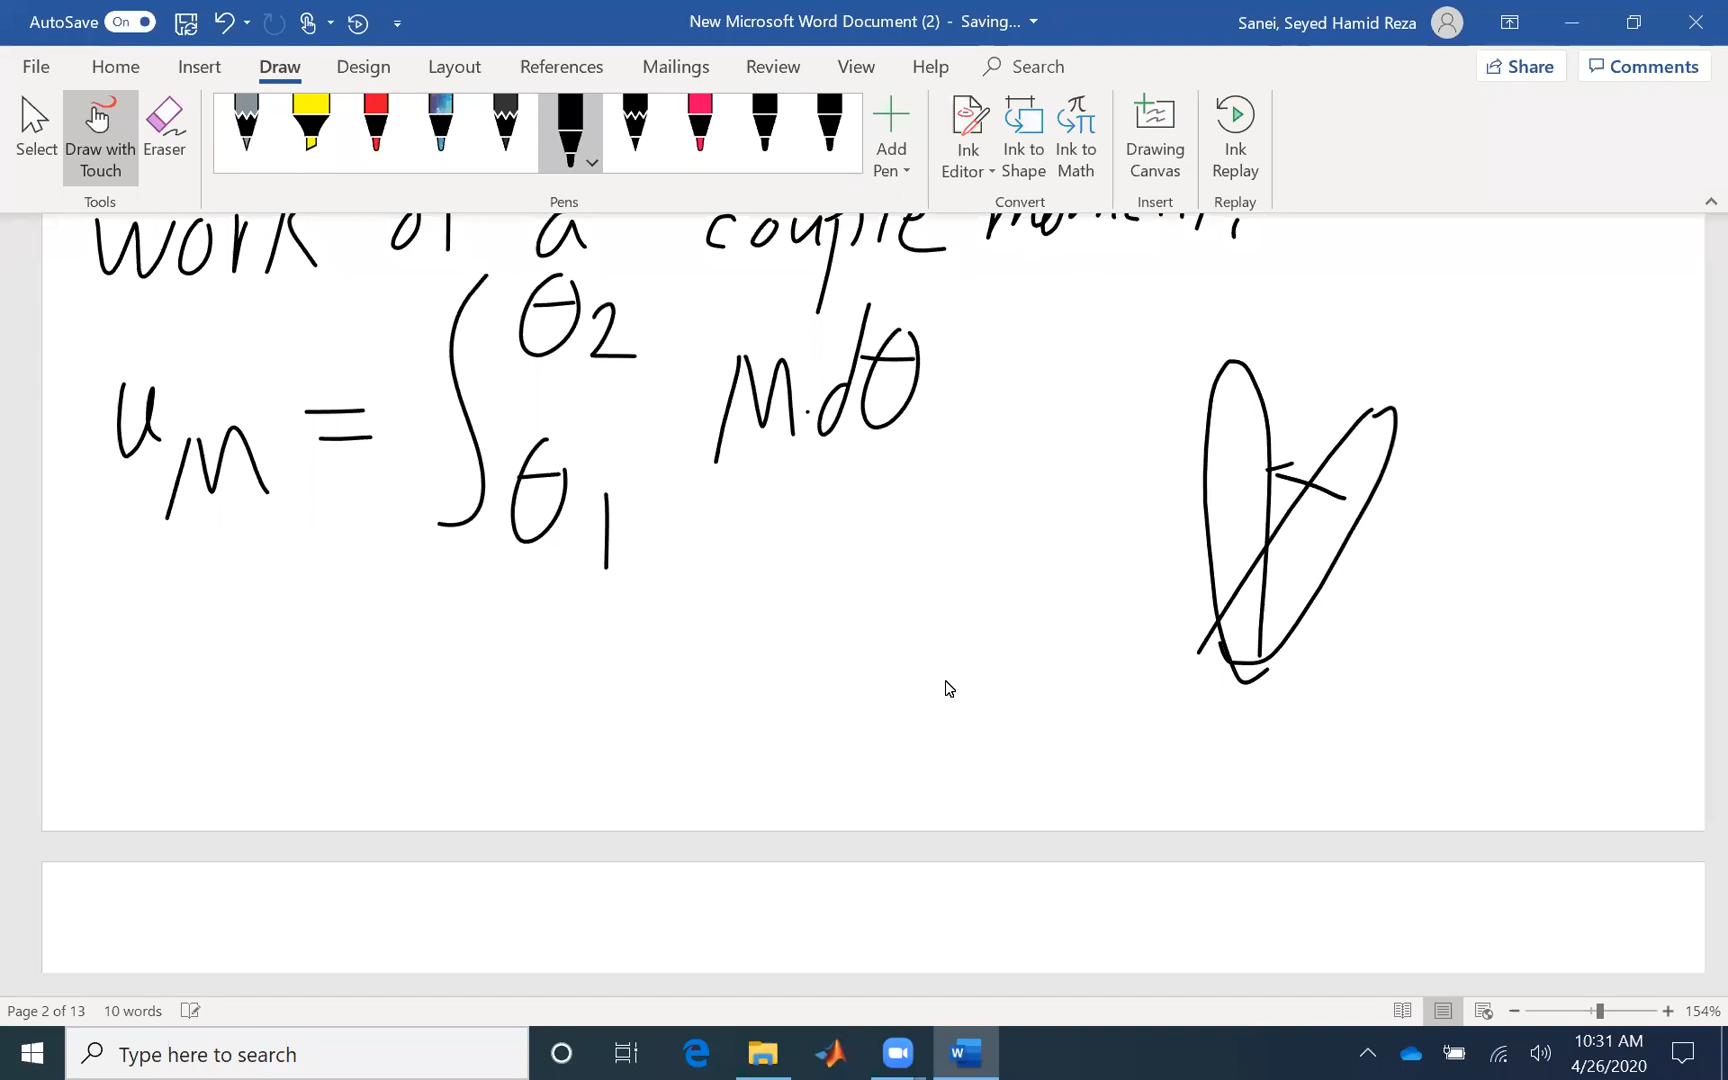 AutoSave On New Microsoft Word Document (2) - Saving... Sanei, Seyed Hamid Reza
File Home Insert Draw Design Layout References Mailings Review View Help Search Share Comments
Select Draw with Touch Eraser Add Pen Ink Editor Ink to Shape Ink to Math Drawing Canvas Ink Replay
Tools Pens Convert Insert Replay
Work of a couple moment:
u_M = ∫ θ2 θ1 M.dθ
Page 2 of 13 10 words 154%
Type here to search 10:31 AM
4/26/2020